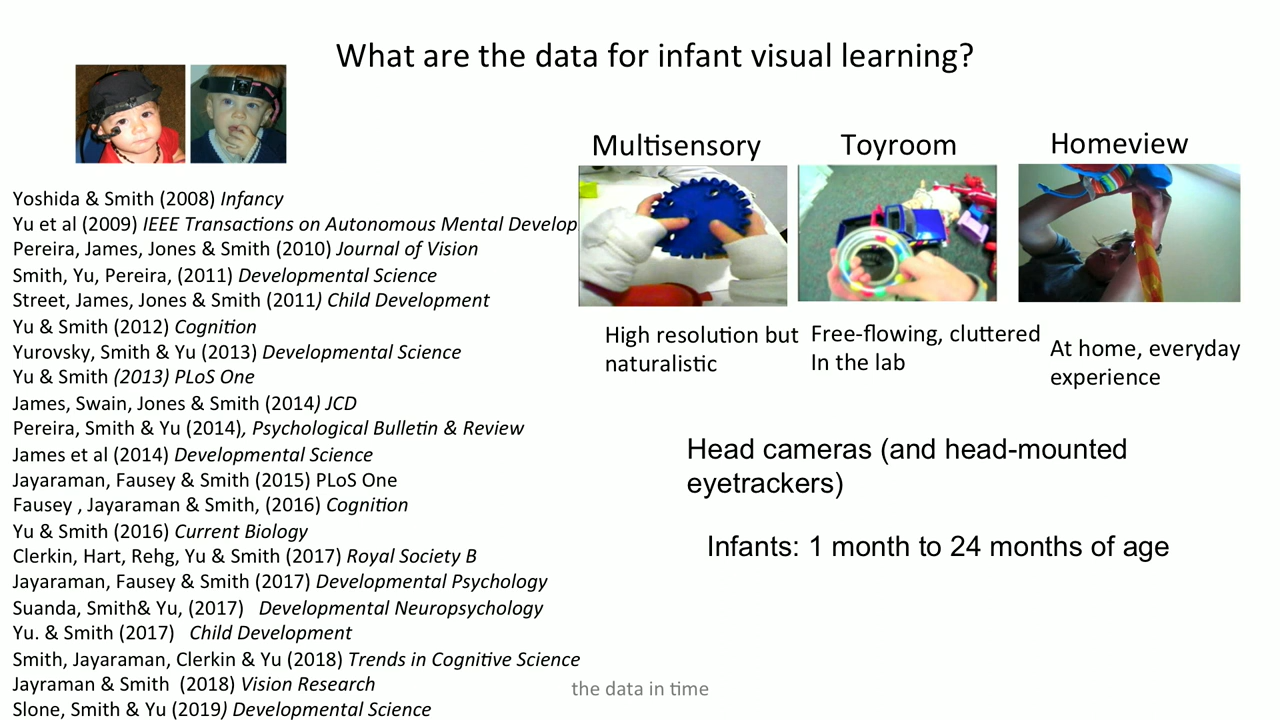 What are the data for infant visual learning?
Multisensory
Toyroom
Homeview
Yoshida & Smith (2008) Infancy
Yu et al (2009) IEEE Transactions on Autonomous Mental Develop
Pereira, James, Jones & Smith (2010) Journal of Vision
Smith, Yu, Pereira, (2011) Developmental Science
Street, James, Jones & Smith (2011) Child Development
Yu & Smith (2012) Cognition
Yurovsky, Smith & Yu (2013) Developmental Science
Yu & Smith (2013) PLoS One
James, Swain, Jones & Smith (2014) JCD
Pereira, Smith & Yu (2014), Psychological Bulletin & Review
James et al (2014) Developmental Science
Jayaraman, Fausey & Smith (2015) PLoS One
Fausey , Jayaraman & Smith, (2016) Cognition
Yu & Smith (2016) Current Biology
Clerkin, Hart, Rehg, Yu & Smith (2017) Royal Society B
Jayaraman, Fausey & Smith (2017) Developmental Psychology
Suanda, Smith& Yu, (2017) Developmental Neuropsychology
Yu. & Smith (2017) Child Development
Smith, Jayaraman, Clerkin & Yu (2018) Trends in Cognitive Science
Jayraman & Smith (2018) Vision Research
Slone, Smith & Yu (2019) Developmental Science
High resolution but
naturalistic
Free-flowing, cluttered
In the lab
At home, everyday
experience
Head cameras (and head-mounted
eyetrackers)
Infants: 1 month to 24 months of age
the data in time